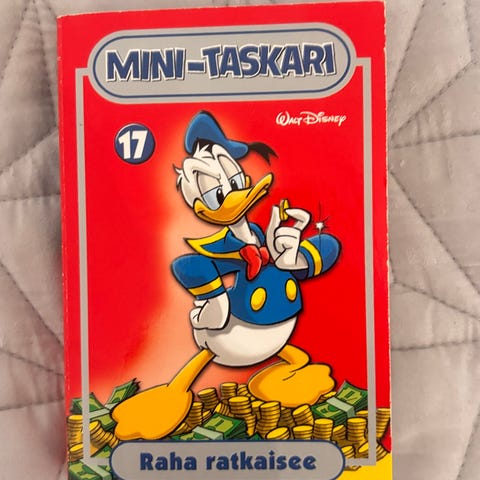 MINI-TASKARI
WALT DISNEY
17
Raha ratkaisee